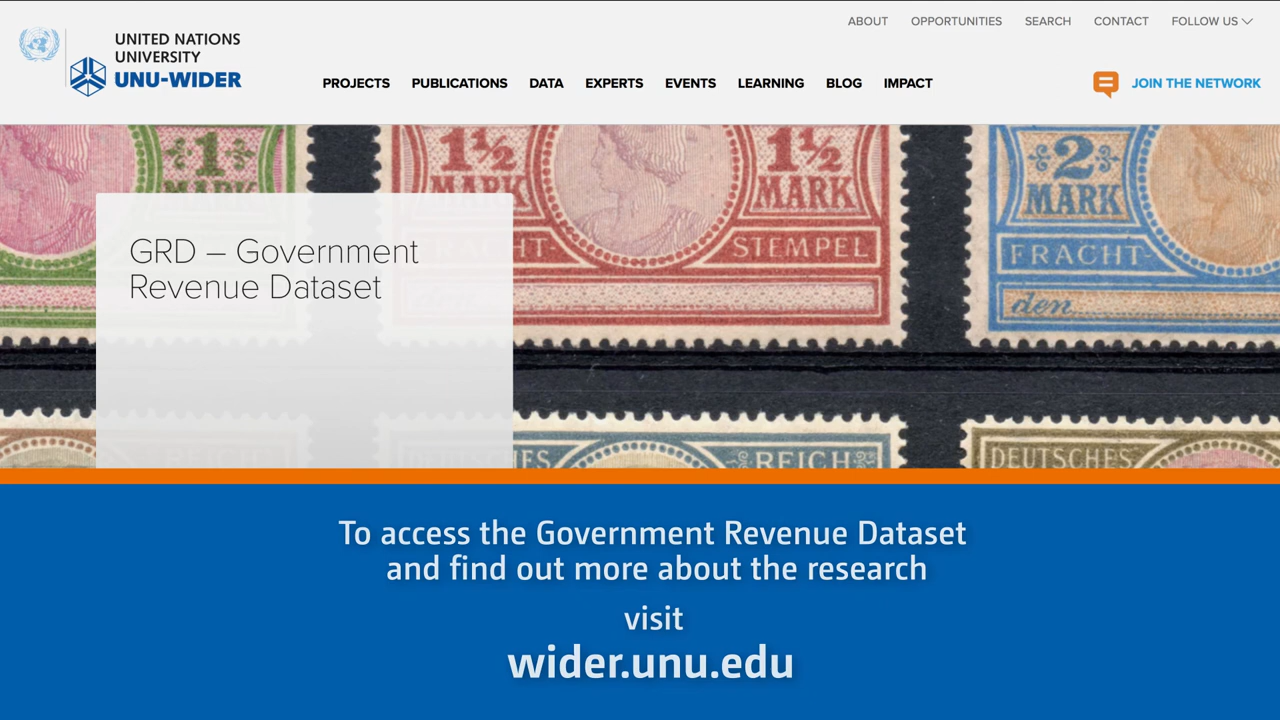 ABOUT OPPORTUNITIES SEARCH CONTACT FOLLOW US
UNITED NATIONS
UNIVERSITY
UNU-WIDER
PROJECTS PUBLICATIONS DATA EXPERTS EVENTS LEARNING BLOG IMPACT
JOIN THE NETWORK
1 1½ 1½ 2
MARK MARK MARK MARK
GRD – Government
Revenue Dataset
FRACHT- STEMPEL FRACHT-
den
DEUTSCHES REICH DEUTSCHES
To access the Government Revenue Dataset
and find out more about the research
visit
wider.unu.edu